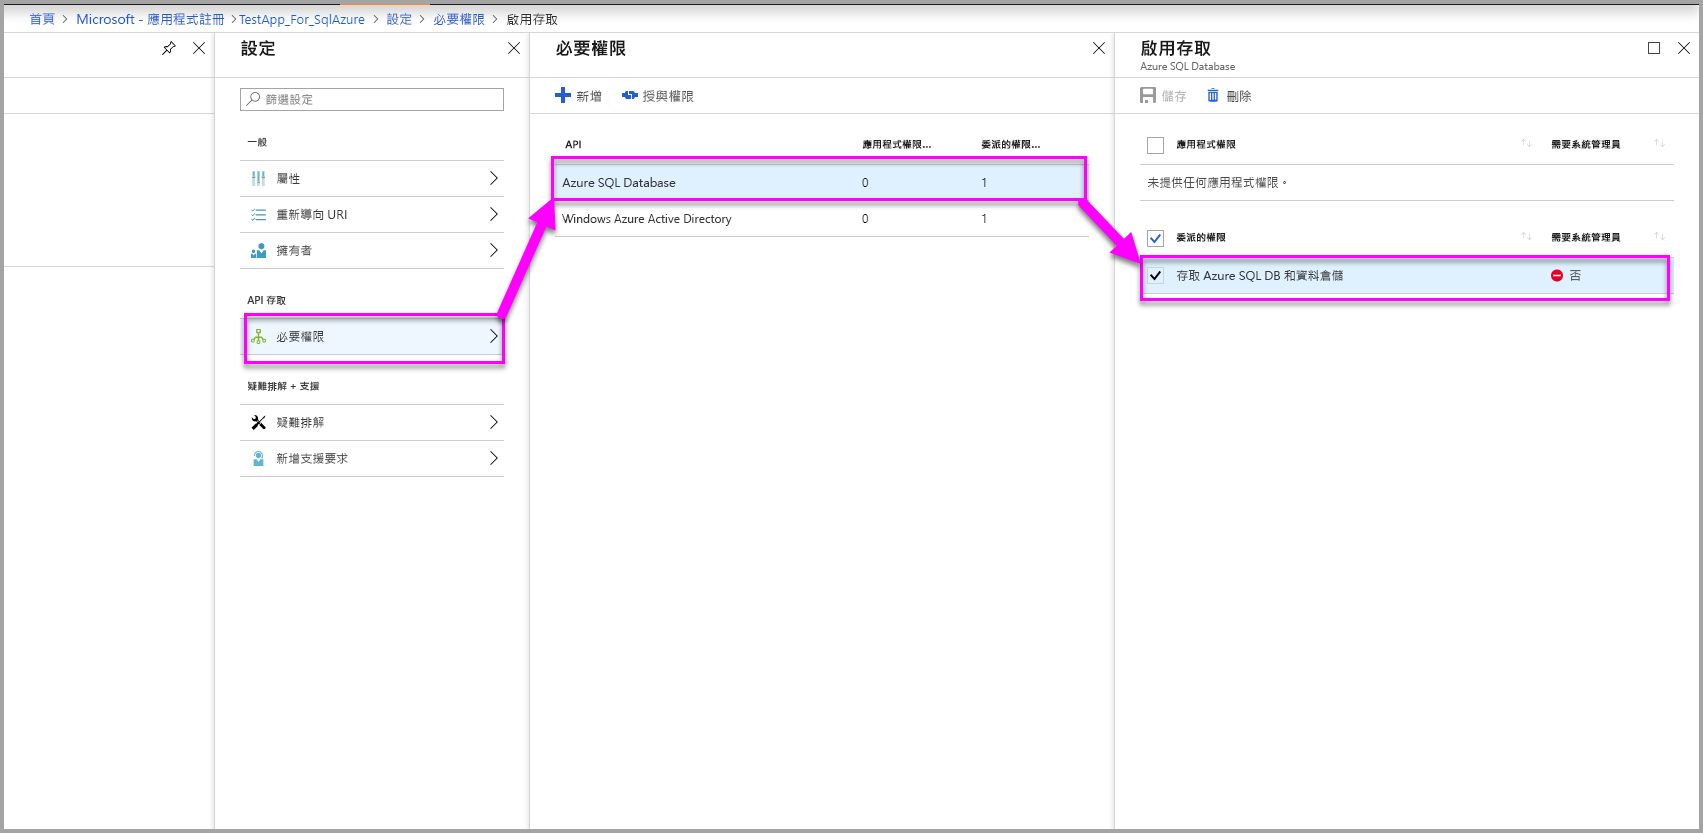 首頁 > Microsoft - 應用程式註冊 > TestApp_For_SqlAzure > 設定 > 必要權限 > 啟用存取
設定
篩選設定
一般
屬性
重新導向 URI
擁有者
API 存取
必要權限
疑難排解 + 支援
疑難排解
新增支援要求
必要權限
新增 授與權限
API 應用程式權限... 委派的權限...
Azure SQL Database 0 1
Windows Azure Active Directory 0 1
啟用存取
Azure SQL Database
儲存 刪除
應用程式權限 需要系統管理員
未提供任何應用程式權限。
委派的權限 需要系統管理員
存取 Azure SQL DB 和資料倉儲 否